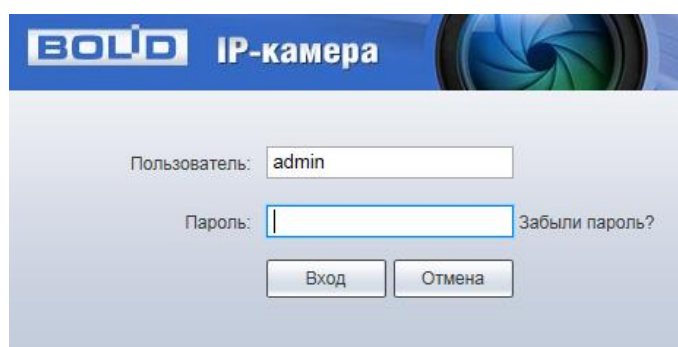 BOLID IP-камера
Пользователь: admin
Пароль: Забыли пароль?
Вход Отмена